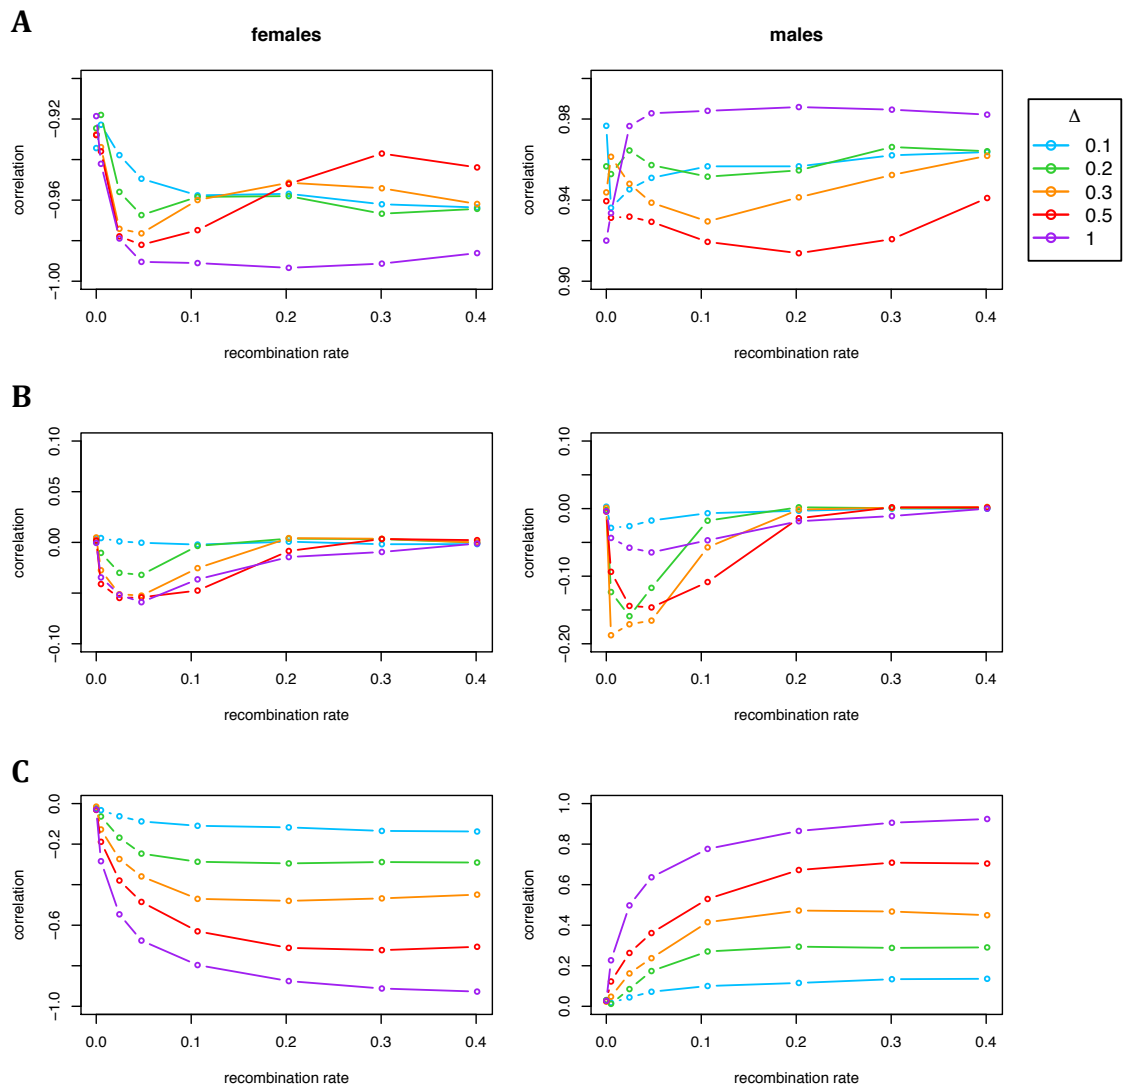 A
females
males
correlation
−0.92
−0.96
−1.00
0.0 0.1 0.2 0.3 0.4
recombination rate
correlation
0.98
0.94
0.90
0.0 0.1 0.2 0.3 0.4
recombination rate
Δ
0.1
0.2
0.3
0.5
1
B
correlation
0.10
0.05
0.00
−0.10
0.0 0.1 0.2 0.3 0.4
recombination rate
correlation
0.10
0.00
−0.10
−0.20
0.0 0.1 0.2 0.3 0.4
recombination rate
C
correlation
0.0
−0.2
−0.6
−1.0
0.0 0.1 0.2 0.3 0.4
recombination rate
correlation
1.0
0.8
0.6
0.4
0.2
0.0
0.0 0.1 0.2 0.3 0.4
recombination rate